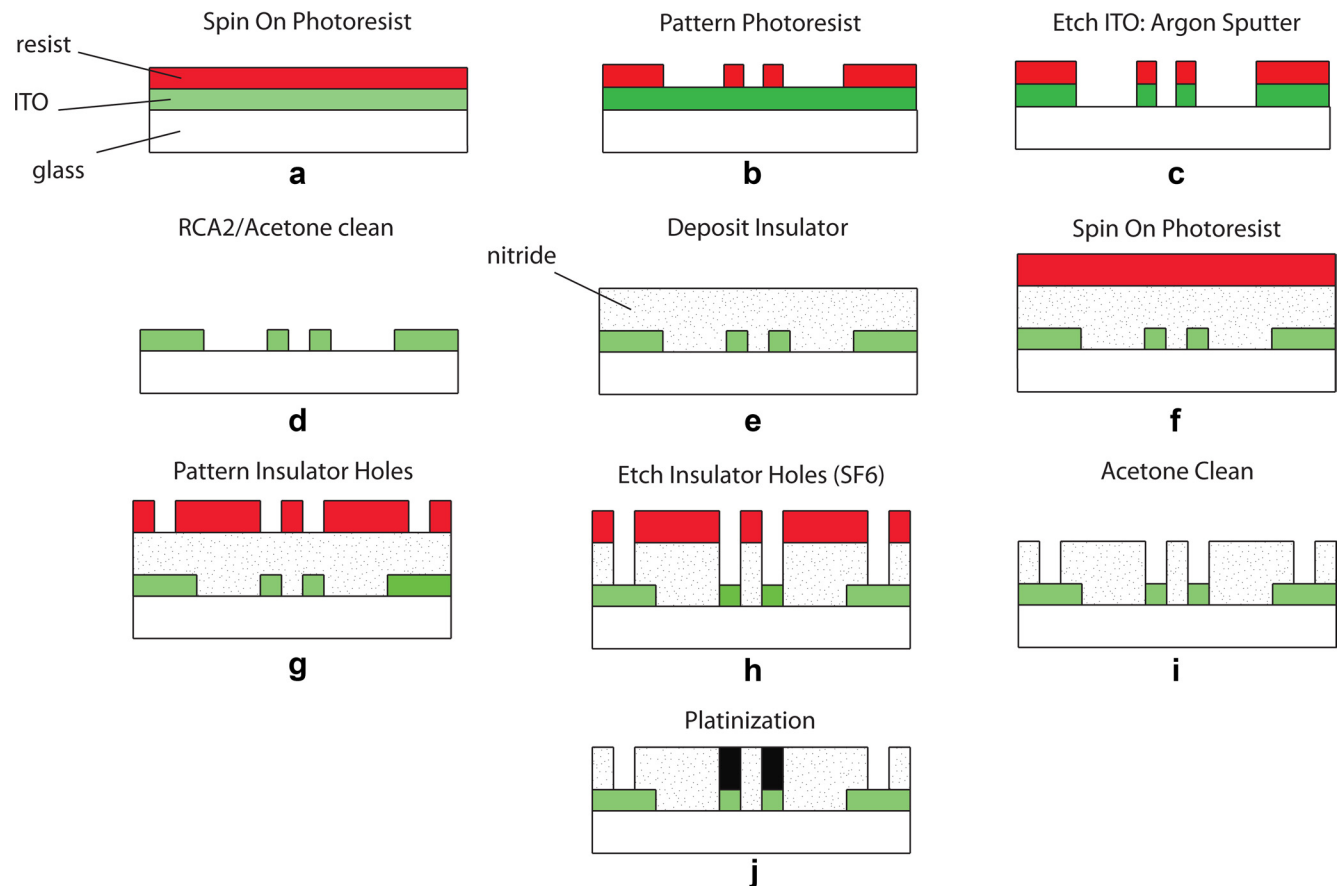 Spin On Photoresist
resist
ITO
glass
a
Pattern Photoresist
b
Etch ITO: Argon Sputter
c
RCA2/Acetone clean
d
Deposit Insulator
nitride
e
Spin On Photoresist
f
Pattern Insulator Holes
g
Etch Insulator Holes (SF6)
h
Acetone Clean
i
Platinization
j